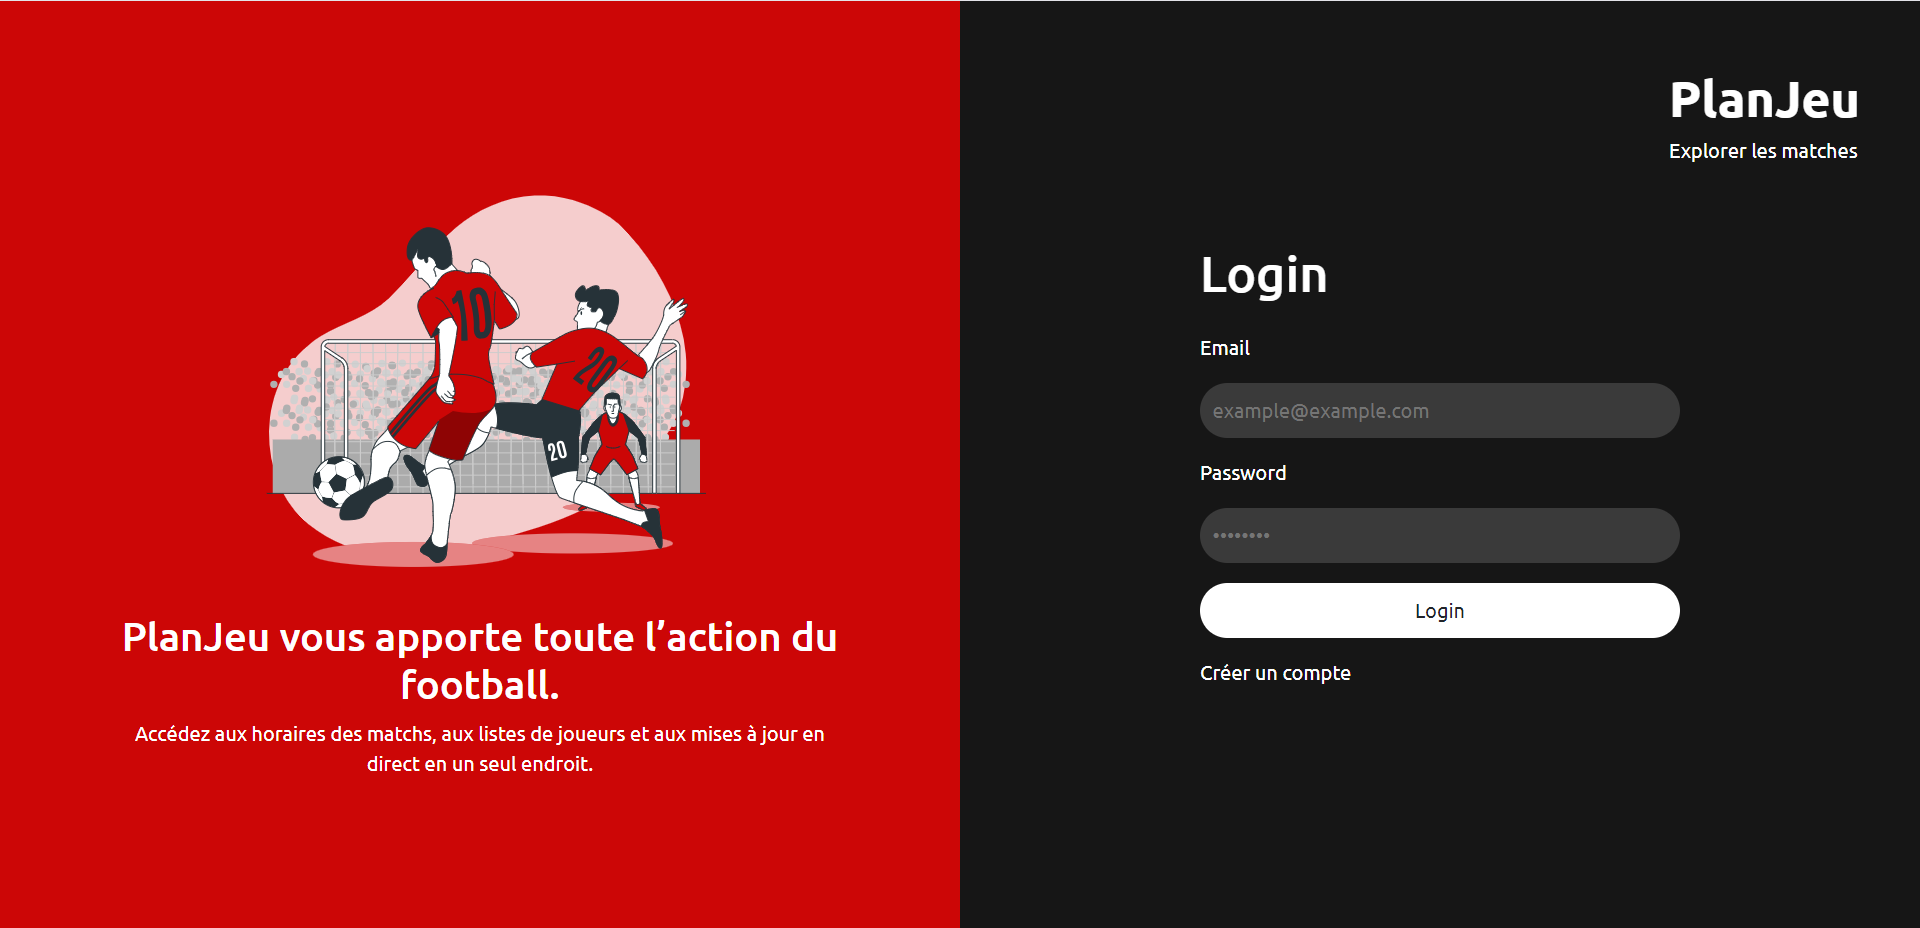 10
20
20
PlanJeu vous apporte toute l’action du
football.
Accédez aux horaires des matchs, aux listes de joueurs et aux mises à jour en
direct en un seul endroit.
PlanJeu
Explorer les matches
Login
Email
example@example.com
Password
••••••••
Login
Créer un compte